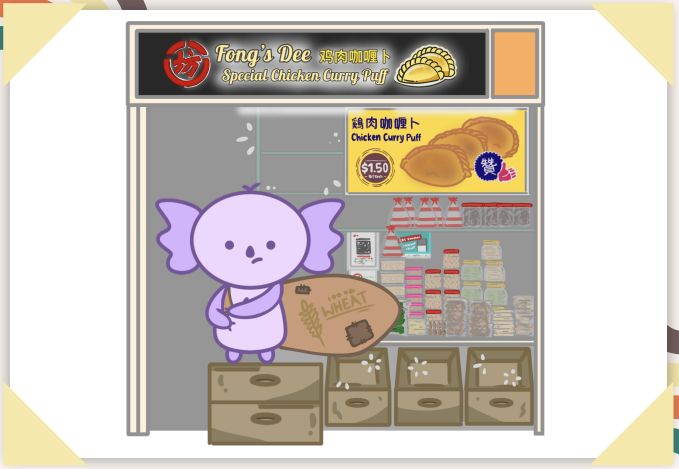 坊
Fong's Dee 鸡肉咖喱卜
Special Chicken Curry Puff
鷄肉咖喱卜
Chicken Curry Puff
$1.50
讚
WHEAT